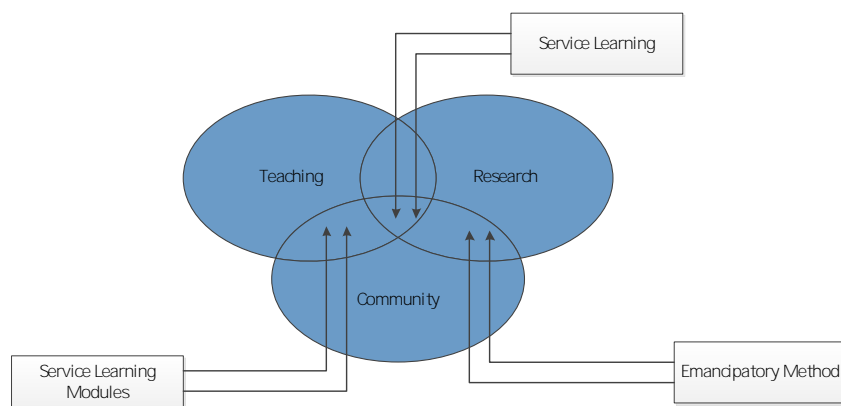 Service Learning
Teaching
Research
Community
Service Learning
Modules
Emancipatory Method